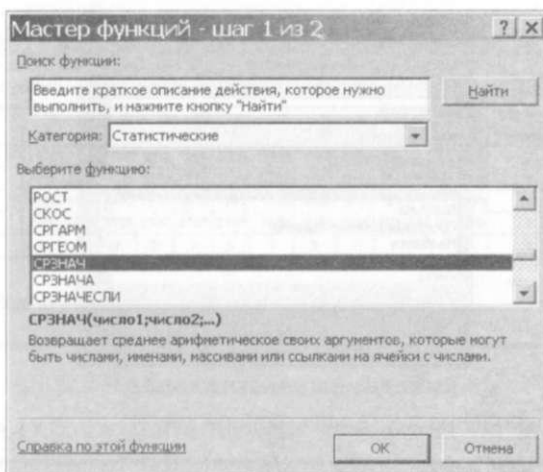 Мастер функций - шаг 1 из 2
Поиск функции:
Введите краткое описание действия, которое нужно
выполнить, и нажмите кнопку "Найти"
Найти
Категория: Статистические
Выберите функцию:
РОСТ
СКОС
СРГАРМ
СРГЕОМ
СРЗНАЧ
СРЗНАЧА
СРЗНАЧЕСЛИ
СРЗНАЧ(число1;число2;...)
Возвращает среднее арифметическое своих аргументов, которые могут
быть числами, именами, массивами или ссылками на ячейки с числами.
Справка по этой функции
ОК
Отмена